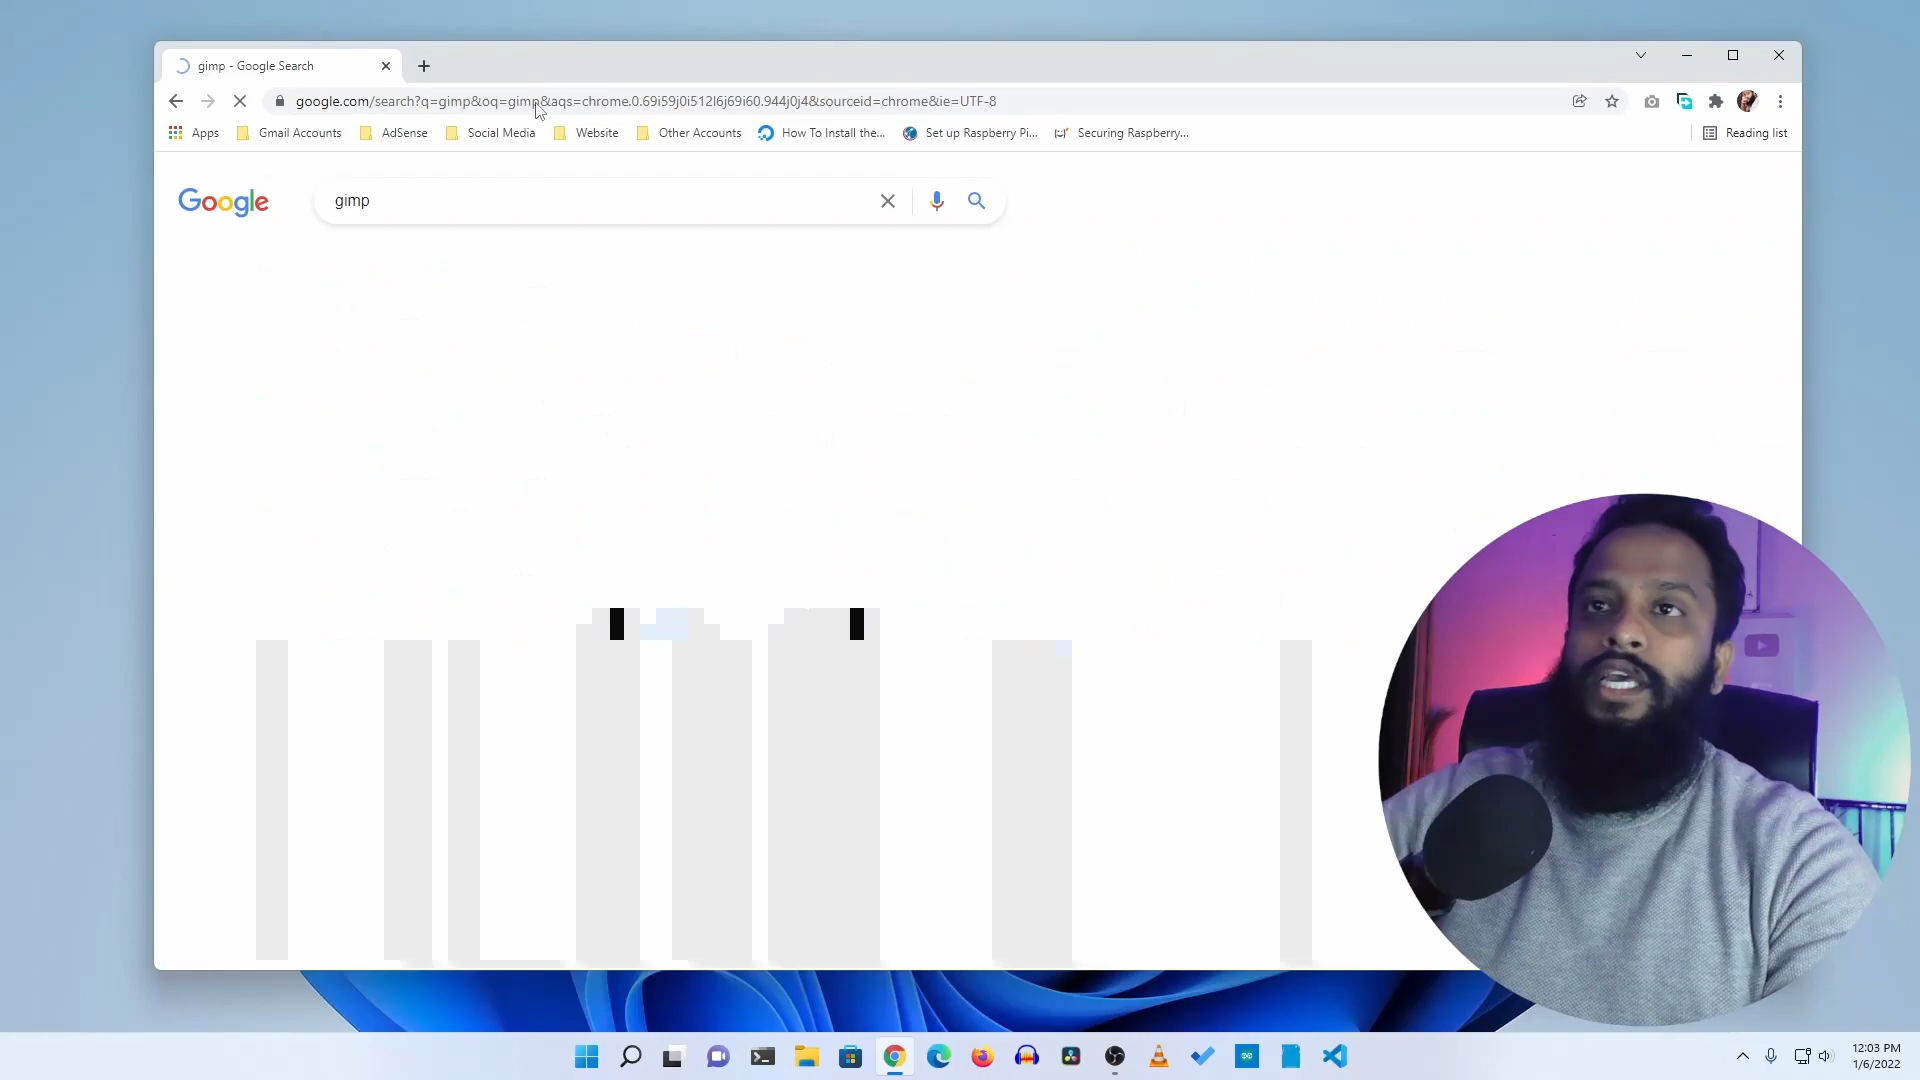 gimp - Google Search
google.com/search?q=gimp&oq=gimp&aqs=chrome.0.69i59j0i512l6j69i60.944j0j4&sourceid=chrome&ie=UTF-8
Apps Gmail Accounts AdSense Social Media Website Other Accounts How To Install the... Set up Raspberry Pi... Securing Raspberry... Reading list
Google gimp
12:03 PM
1/6/2022